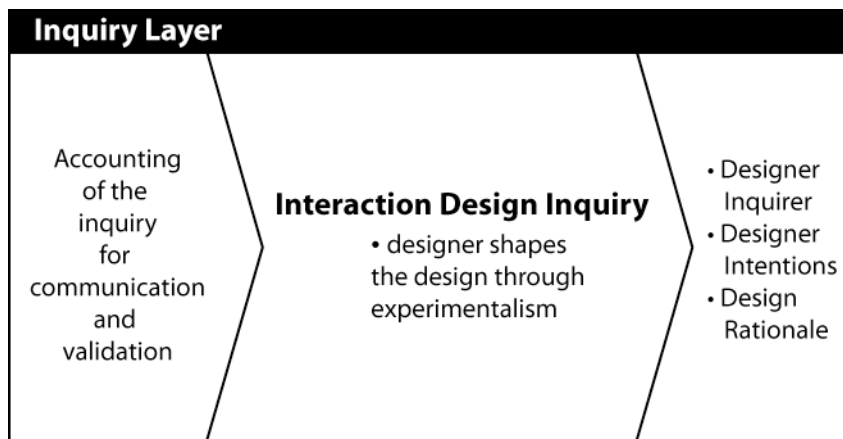 Inquiry Layer
Accounting
of the
inquiry
for
communication
and
validation
Interaction Design Inquiry
• designer shapes
the design through
experimentalism
• Designer
Inquirer
• Designer
Intentions
• Design
Rationale